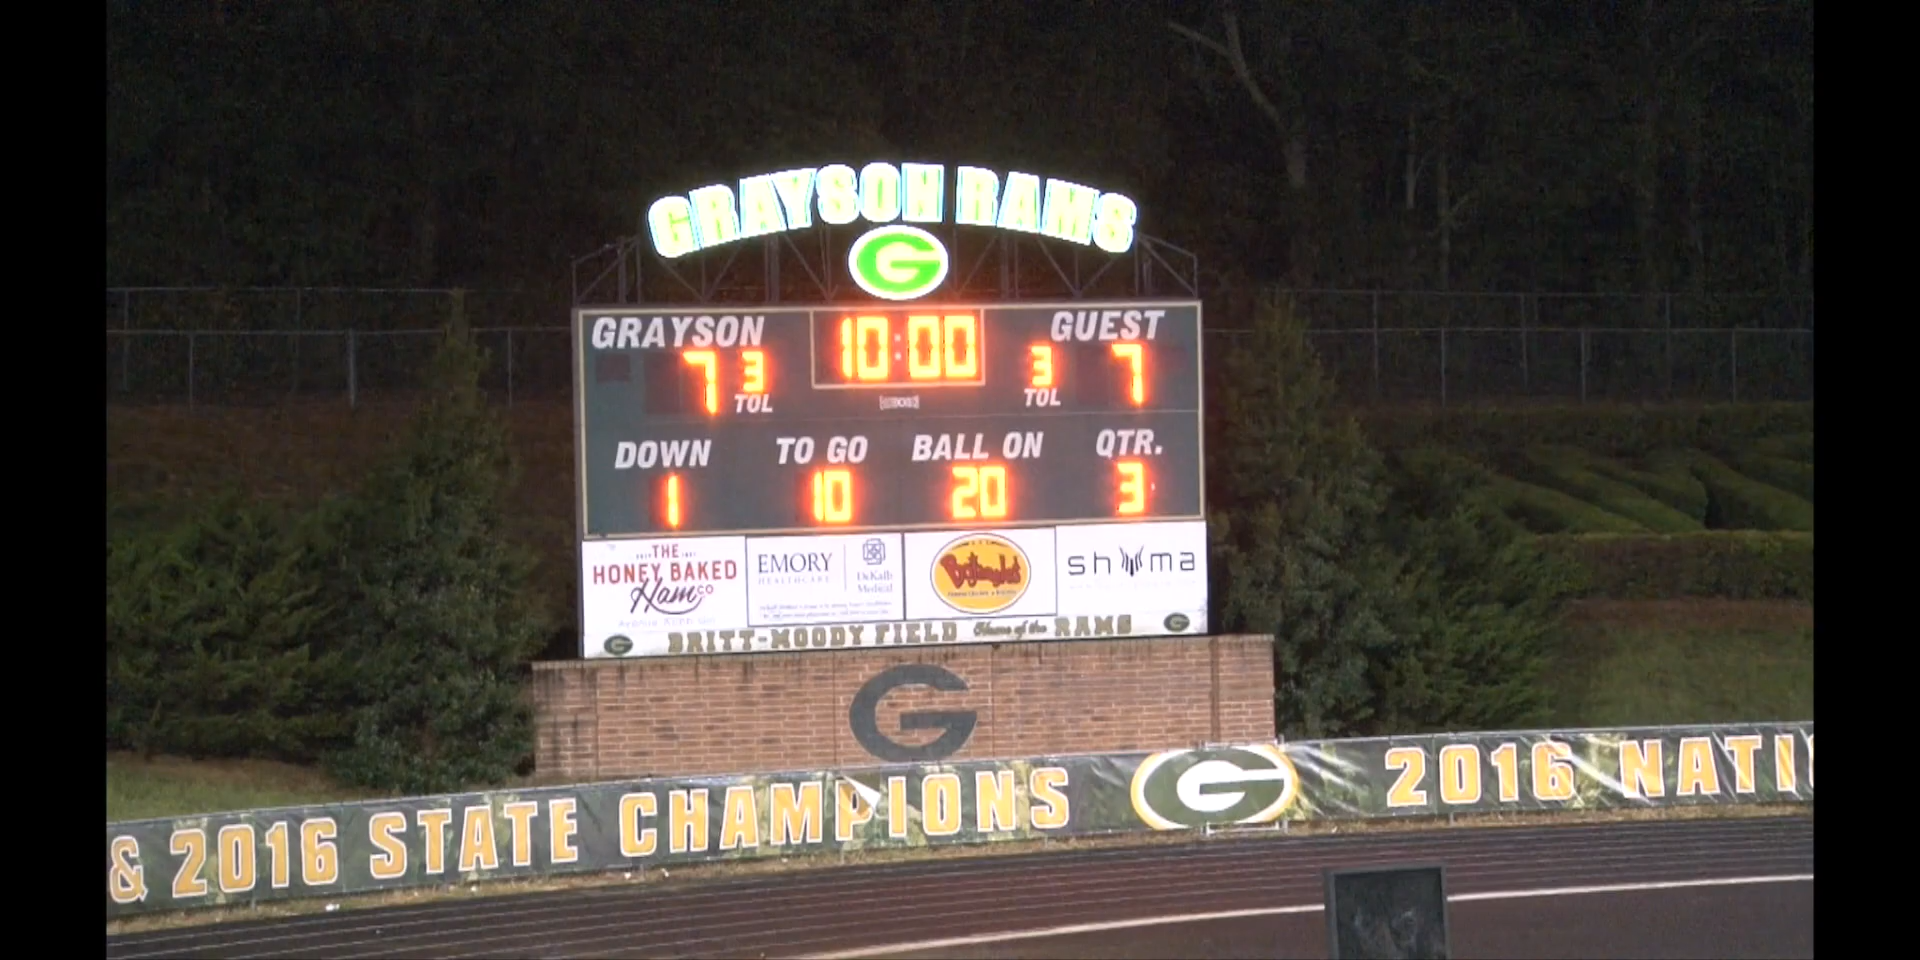 GRAYSON RAMS
G
GRAYSON 10:00 GUEST
7 3 3 7
TOL TOL
DOWN TO GO BALL ON QTR.
1 10 20 3
THE
HONEY BAKED
Ham CO
EMORY
HEALTHCARE
DeKalb
Medical
Bojangles
shyma
BRITT-MOODY FIELD Home of the RAMS
G
& 2016 STATE CHAMPIONS G 2016 NATI